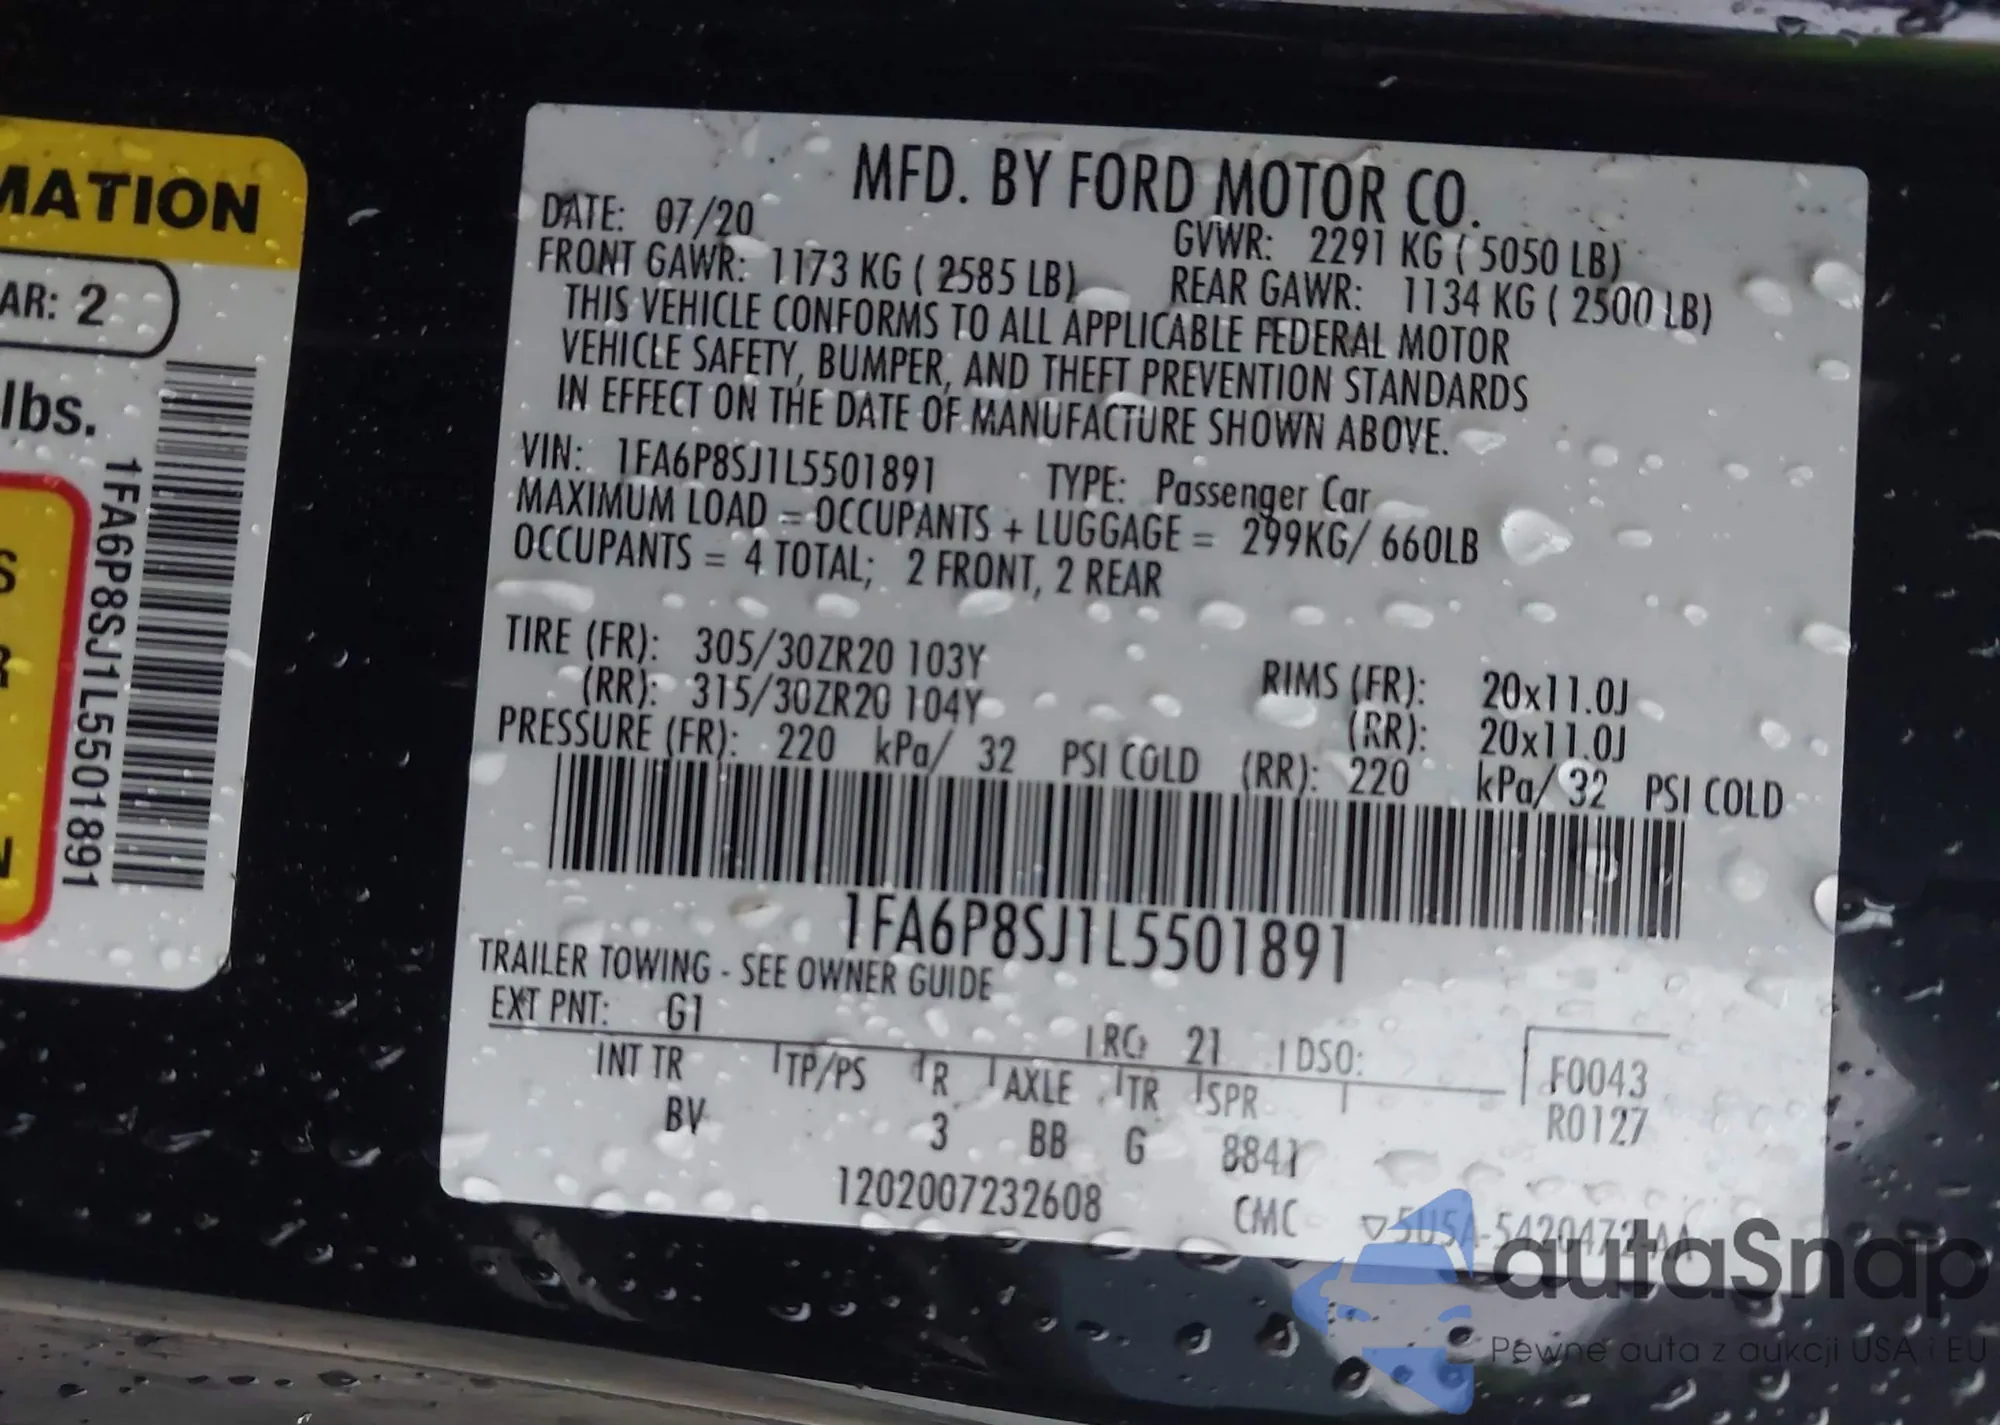 MATION
AR: 2
lbs.
1FA6P8SJ1L5501891
S
R
N
MFD. BY FORD MOTOR CO.
DATE: 07/20 GVWR: 2291 KG ( 5050 LB)
FRONT GAWR: 1173 KG ( 2585 LB) REAR GAWR: 1134 KG ( 2500 LB)
THIS VEHICLE CONFORMS TO ALL APPLICABLE FEDERAL MOTOR
VEHICLE SAFETY, BUMPER, AND THEFT PREVENTION STANDARDS
IN EFFECT ON THE DATE OF MANUFACTURE SHOWN ABOVE.
VIN: 1FA6P8SJ1L5501891 TYPE: Passenger Car
MAXIMUM LOAD = OCCUPANTS + LUGGAGE = 299KG/ 660LB
OCCUPANTS = 4 TOTAL; 2 FRONT, 2 REAR
TIRE (FR): 305/30ZR20 103Y RIMS (FR): 20x11.0J
(RR): 315/30ZR20 104Y (RR): 20x11.0J
PRESSURE (FR): 220 kPa/ 32 PSI COLD (RR): 220 kPa/ 32 PSI COLD
1FA6P8SJ1L5501891
TRAILER TOWING - SEE OWNER GUIDE
EXT PNT: G1 RC: 21 DSO: F0043
INT TR TP/PS R AXLE TR SPR R0127
BV 3 BB G 8841
1202007232608 CMC ▽5U5A-5420472-AA
autaSnap
Pewne auta z aukcji USA i EU